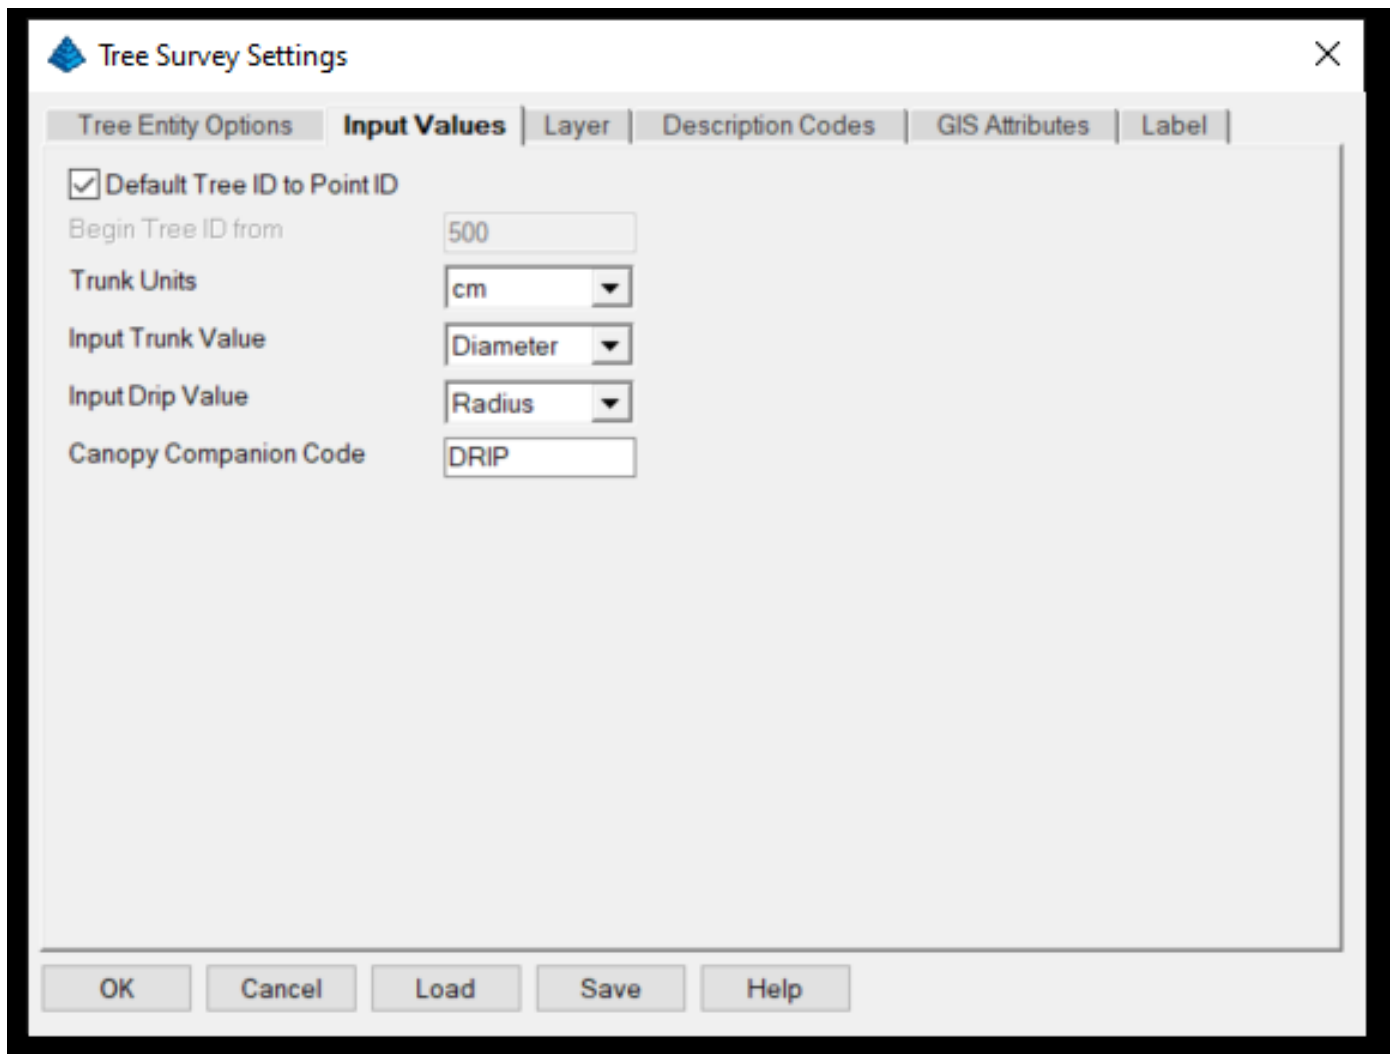 Tree Survey Settings
Tree Entity Options Input Values Layer Description Codes GIS Attributes Label
Default Tree ID to Point ID
Begin Tree ID from 500
Trunk Units cm
Input Trunk Value Diameter
Input Drip Value Radius
Canopy Companion Code DRIP
OK Cancel Load Save Help